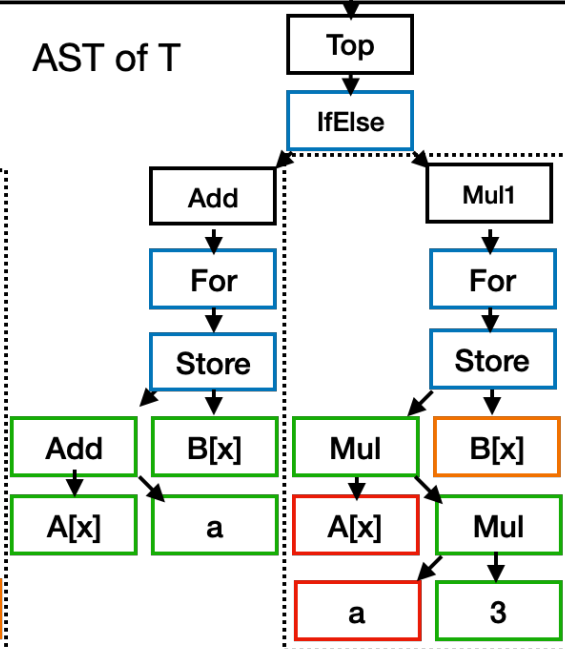 AST of T
Top
IfElse
Add
Mul1
For
For
Store
Store
Add
B[x]
Mul
B[x]
A[x]
a
A[x]
Mul
a
3